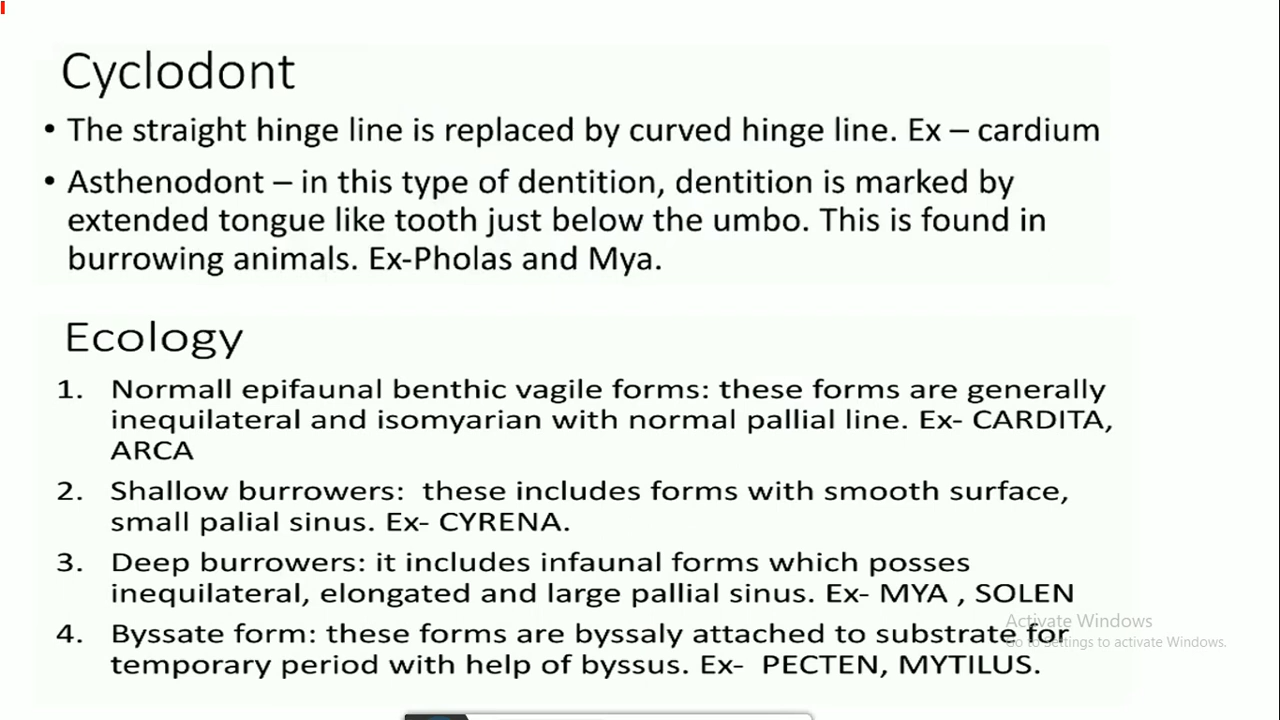 Cyclodont
• The straight hinge line is replaced by curved hinge line. Ex – cardium
• Asthenodont – in this type of dentition, dentition is marked by
extended tongue like tooth just below the umbo. This is found in
burrowing animals. Ex-Pholas and Mya.
Ecology
1. Normall epifaunal benthic vagile forms: these forms are generally
inequilateral and isomyarian with normal pallial line. Ex- CARDITA,
ARCA
2. Shallow burrowers: these includes forms with smooth surface,
small palial sinus. Ex- CYRENA.
3. Deep burrowers: it includes infaunal forms which posses
inequilateral, elongated and large pallial sinus. Ex- MYA , SOLEN
4. Byssate form: these forms are byssaly attached to substrate for
temporary period with help of byssus. Ex- PECTEN, MYTILUS.
Activate Windows
Go to Settings to activate Windows.